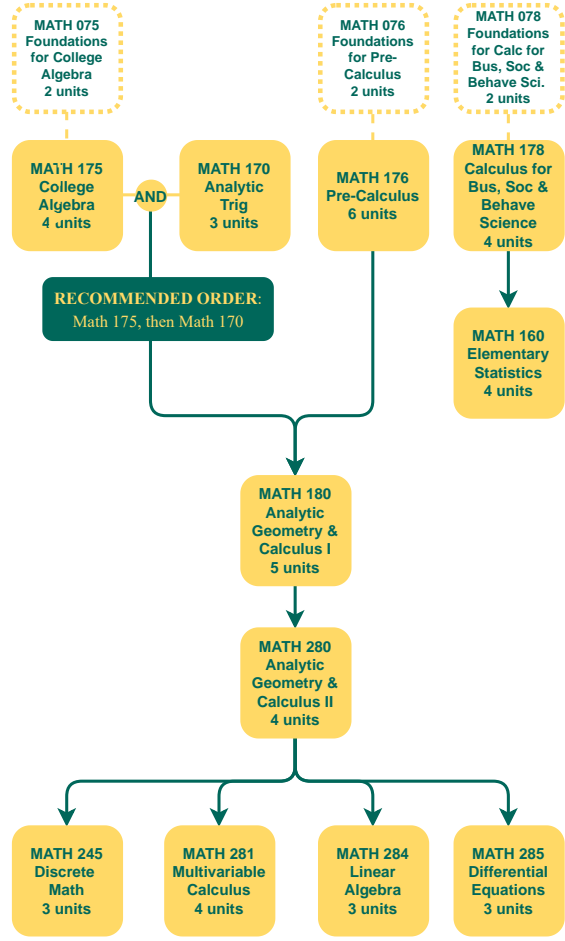 MATH 075
Foundations
for College
Algebra
2 units
MATH 076
Foundations
for Pre-
Calculus
2 units
MATH 078
Foundations
for Calc for
Bus, Soc &
Behave Sci.
2 units
MATH 175
College
Algebra
4 units
AND
MATH 170
Analytic
Trig
3 units
MATH 176
Pre-Calculus
6 units
MATH 178
Calculus for
Bus, Soc &
Behave
Science
4 units
RECOMMENDED ORDER:
Math 175, then Math 170
MATH 160
Elementary
Statistics
4 units
MATH 180
Analytic
Geometry &
Calculus I
5 units
MATH 280
Analytic
Geometry &
Calculus II
4 units
MATH 245
Discrete
Math
3 units
MATH 281
Multivariable
Calculus
4 units
MATH 284
Linear
Algebra
3 units
MATH 285
Differential
Equations
3 units